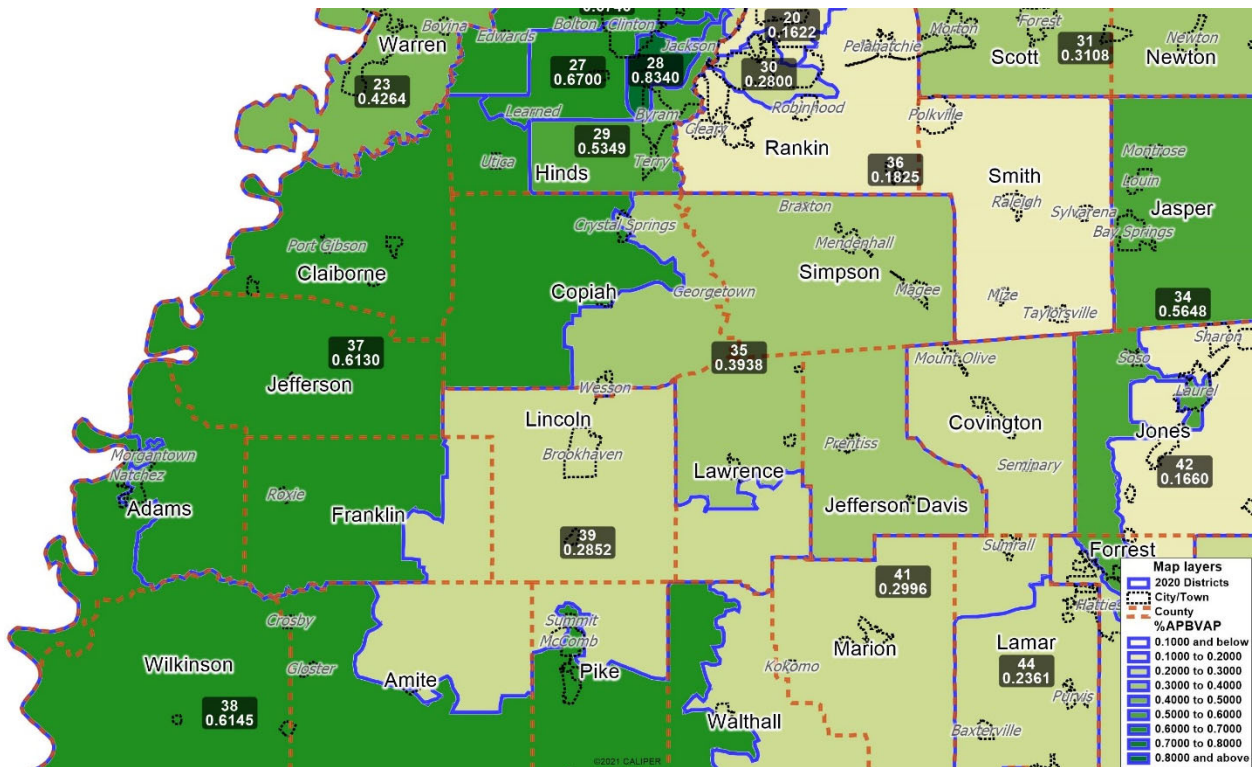 0.6748
20
0.1622
Bovina
Edwards
Bolton
Clinton
Warren
Jackson
Pelahatchie
Morton
Forest
31
0.3108
Scott
Newton
Newton
23
0.4264
27
0.6700
28
0.8340
30
0.2800
Learned
Byram
Cleary
Robinhood
Polkville
29
0.5349
Utica
Hinds
Terry
Rankin
36
0.1825
Smith
Montrose
Louin
Jasper
Raleigh
Sylvarena
Bay Springs
Braxton
Crystal Springs
Port Gibson
Claiborne
Mendenhall
Simpson
Copiah
Georgetown
Magee
Mize
Taylorsville
34
0.5648
Sharon
37
0.6130
35
0.3938
Mount Olive
Soso
Jefferson
Wesson
Laurel
Lincoln
Covington
Jones
Brookhaven
Prentiss
Morgantown
Natchez
Lawrence
Seminary
42
0.1660
Adams
Roxie
Franklin
Jefferson Davis
39
0.2852
Sumrall
Forrest
41
0.2996
Hatties
Crosby
Summit
McComb
Wilkinson
Gloster
Amite
Pike
Kokomo
Marion
Lamar
44
0.2361
Purvis
38
0.6145
Walthall
Baxterville
©2021 CALIPER
Map layers
2020 Districts
City/Town
County
%APBVAP
0.1000 and below
0.1000 to 0.2000
0.2000 to 0.3000
0.3000 to 0.4000
0.4000 to 0.5000
0.5000 to 0.6000
0.6000 to 0.7000
0.7000 to 0.8000
0.8000 and above